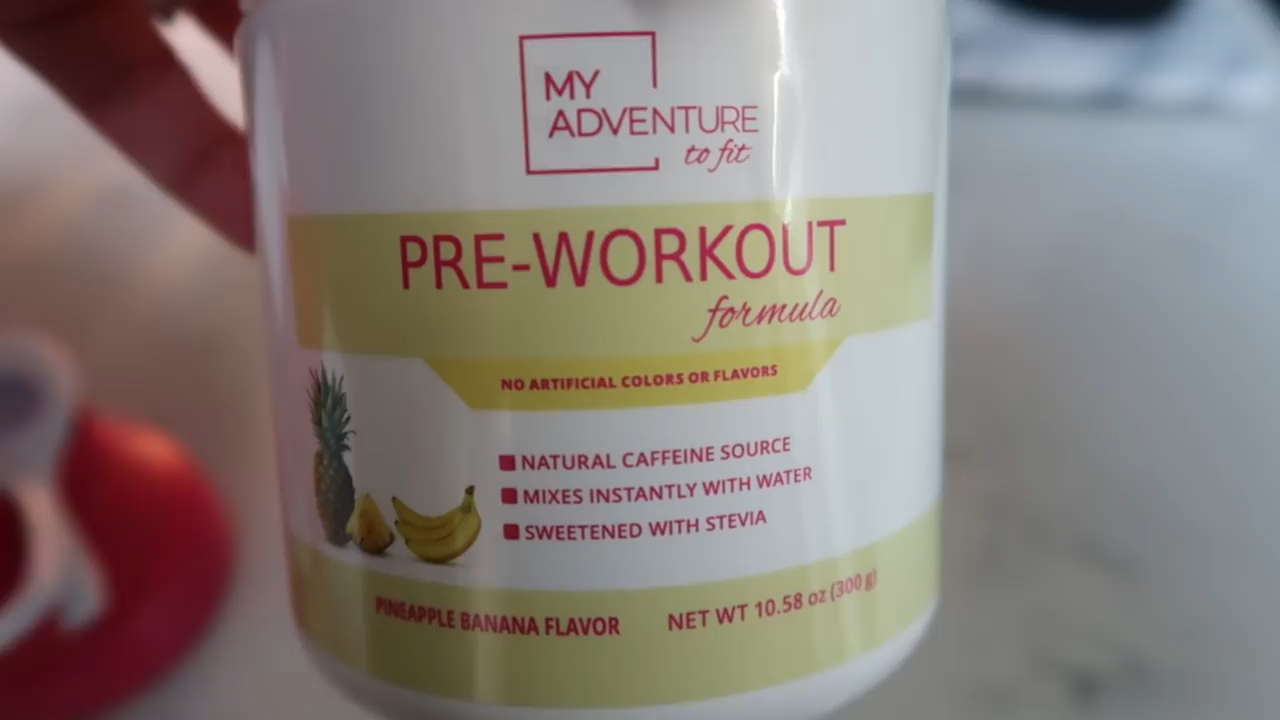 MY
ADVENTURE
to fit
PRE-WORKOUT
formula
NO ARTIFICIAL COLORS OR FLAVORS
NATURAL CAFFEINE SOURCE
MIXES INSTANTLY WITH WATER
SWEETENED WITH STEVIA
PINEAPPLE BANANA FLAVOR NET WT 10.58 oz (300 g)